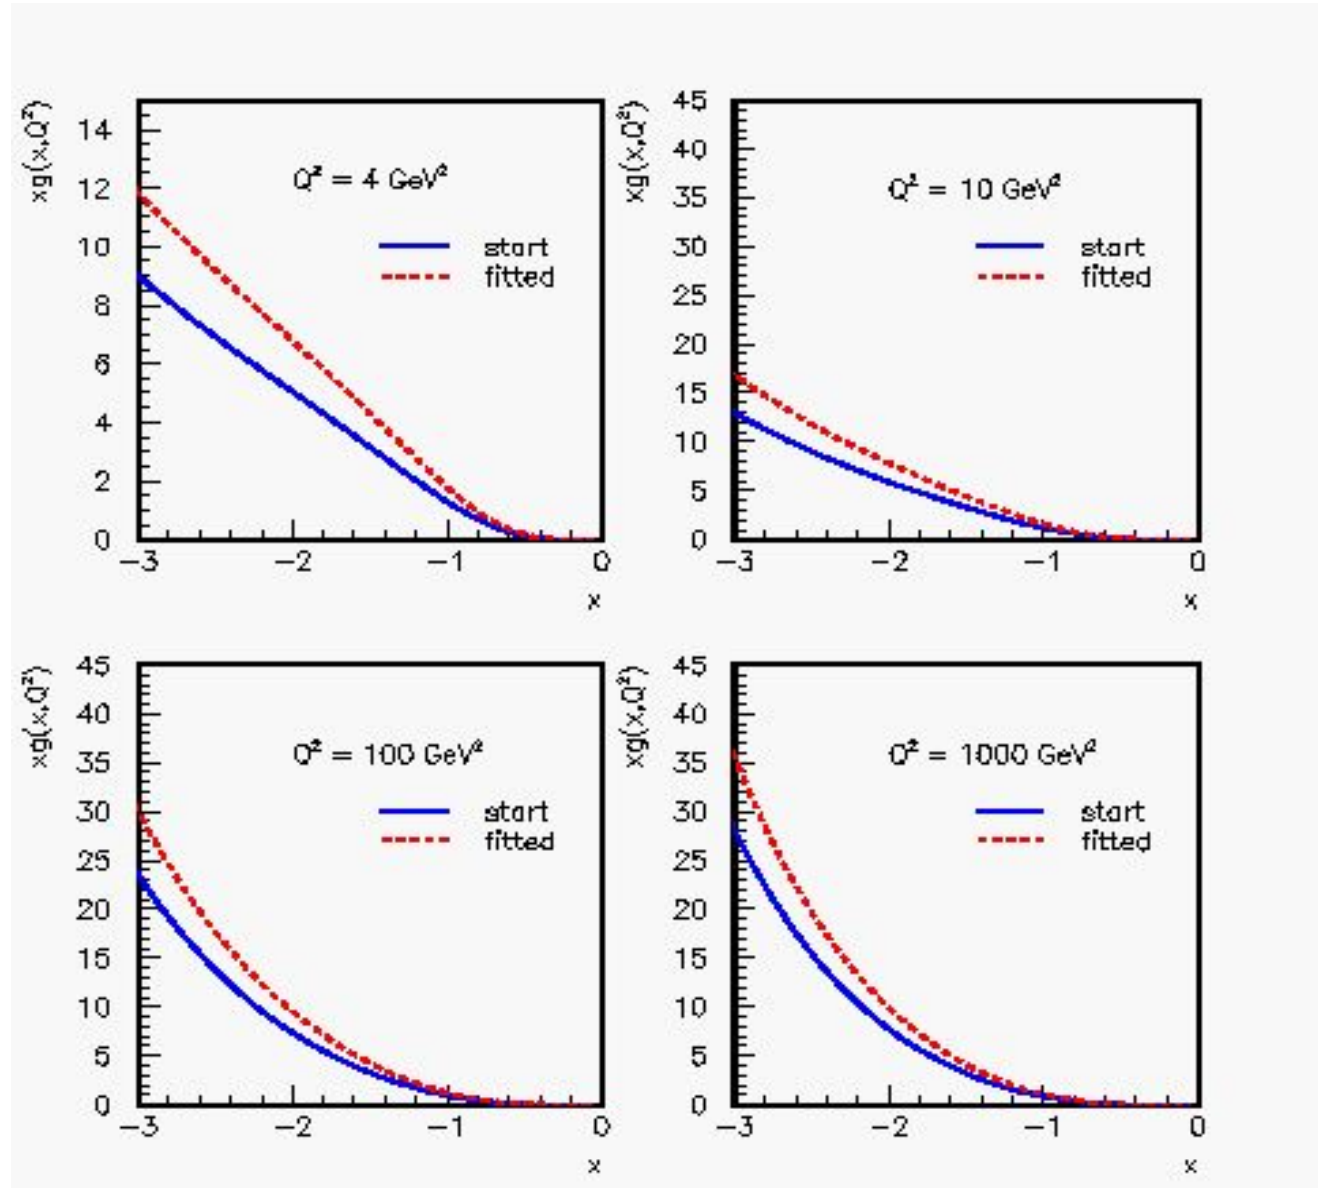 xg(x,Q²)
14
12
10
8
6
4
2
0
Q² = 4 GeV²
start
fitted
−3 −2 −1 0
x
xg(x,Q²)
45
40
35
30
25
20
15
10
5
0
Q² = 10 GeV²
start
fitted
−3 −2 −1 0
x
xg(x,Q²)
45
40
35
30
25
20
15
10
5
0
Q² = 100 GeV²
start
fitted
−3 −2 −1 0
x
xg(x,Q²)
45
40
35
30
25
20
15
10
5
0
Q² = 1000 GeV²
start
fitted
−3 −2 −1 0
x